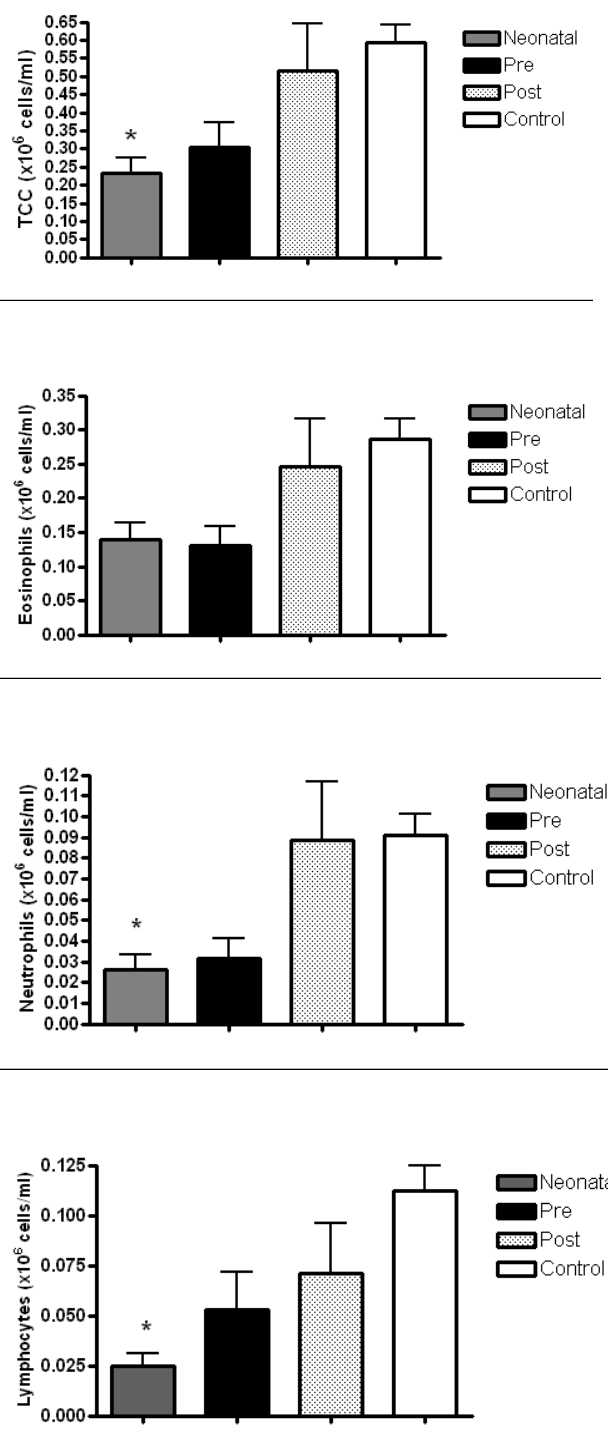 TCC (x10⁶ cells/ml)
0.65
0.60
0.55
0.50
0.45
0.40
0.35
0.30
0.25
0.20
0.15
0.10
0.05
0.00
*
Neonatal
Pre
Post
Control
Eosinophils (x10⁶ cells/ml)
0.35
0.30
0.25
0.20
0.15
0.10
0.05
0.00
Neonatal
Pre
Post
Control
Neutrophils (x10⁶ cells/ml)
0.12
0.11
0.10
0.09
0.08
0.07
0.06
0.05
0.04
0.03
0.02
0.01
0.00
*
Neonatal
Pre
Post
Control
Lymphocytes (x10⁶ cells/ml)
0.125
0.100
0.075
0.050
0.025
0.000
*
Neonata
Pre
Post
Control